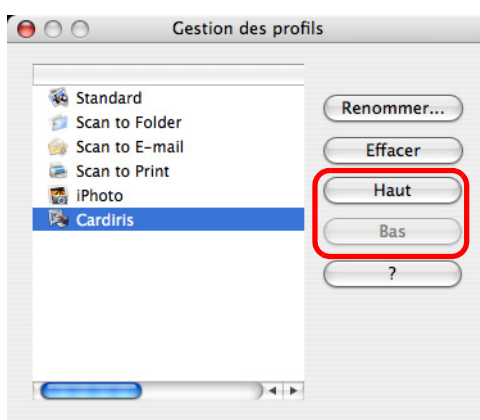 Gestion des profils
Standard
Scan to Folder
Scan to E-mail
Scan to Print
iPhoto
Cardiris
Renommer...
Effacer
Haut
Bas
?